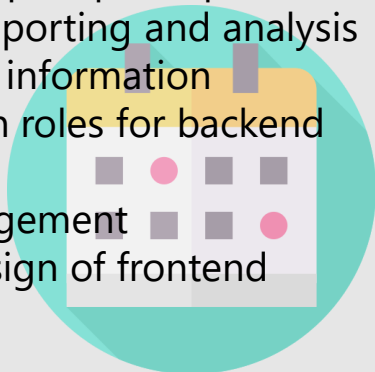 porting and analysis
information
roles for backend
gement
sign of frontend